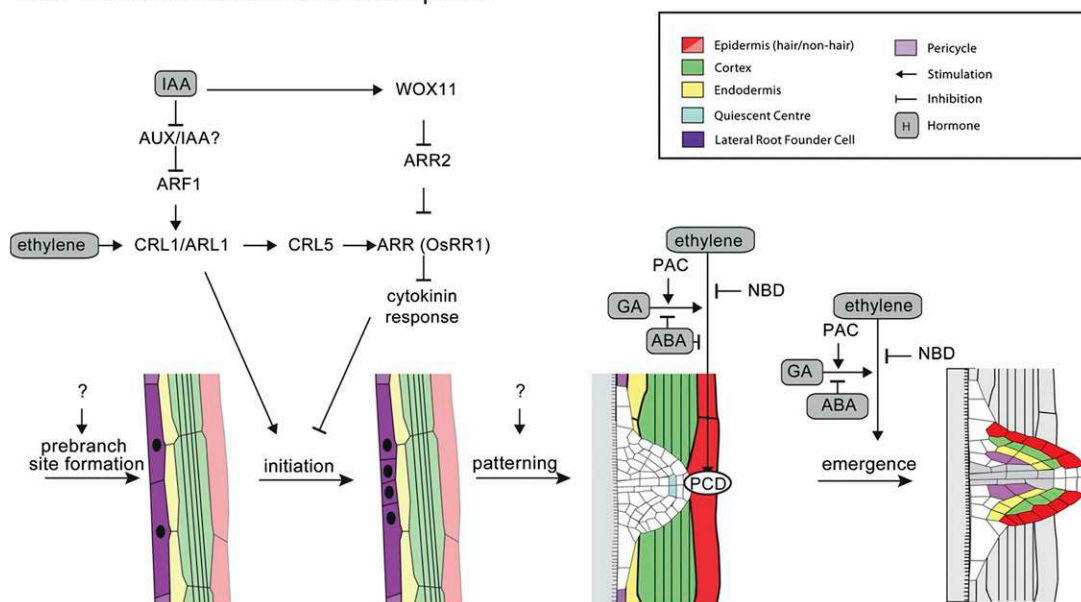 Epidermis (hair/non-hair)
Cortex
Endodermis
Quiescent Centre
Lateral Root Founder Cell
Pericycle
Stimulation
Inhibition
H Hormone
IAA
WOX11
AUX/IAA?
ARR2
ARF1
ethylene
CRL1/ARL1
CRL5
ARR (OsRR1)
cytokinin
response
ethylene
PAC
NBD
GA
ABA
ethylene
PAC
NBD
GA
ABA
?
prebranch
site formation
initiation
?
patterning
PCD
emergence